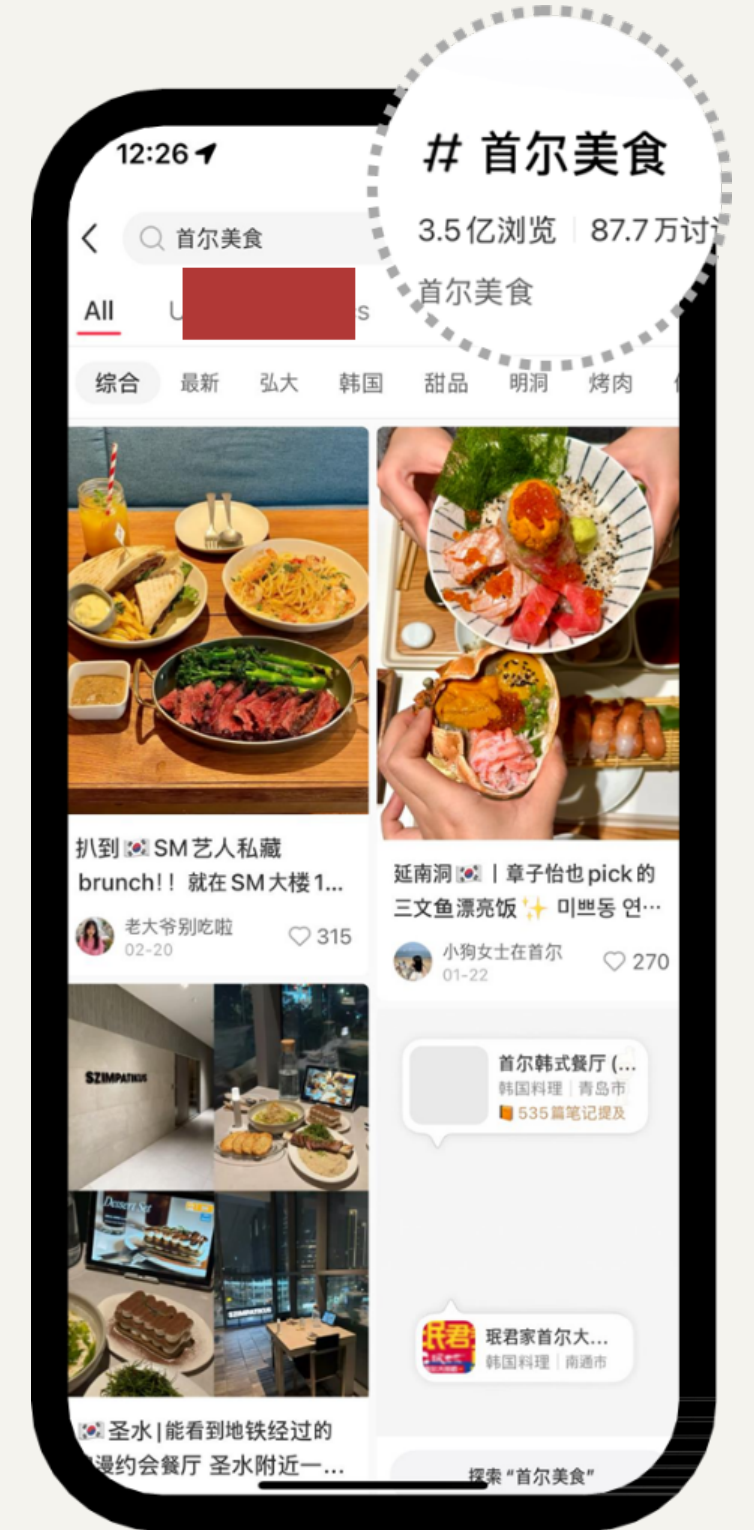 12:26
# 首尔美食
3.5亿浏览
87.7万讨
首尔美食
首尔美食
All
U
s
综合
最新
弘大
韩国
甜品
明洞
烤肉
扒到🇰🇷SM艺人私藏
brunch!! 就在SM大楼1...
老大爷别吃啦
02-20
315
延南洞🇰🇷丨章子怡也pick的
三文鱼漂亮饭✨ 미쁘동 연...
小狗女士在首尔
01-22
270
SZIMPATIKUS
Dessert Set
SZIMPATIKUS
首尔韩式餐厅 (...
韩国料理 | 青岛市
535篇笔记提及
珉君
珉君家首尔大...
韩国料理 | 南通市
🇰🇷圣水|能看到地铁经过的
漫约会餐厅 圣水附近一...
探索“首尔美食”